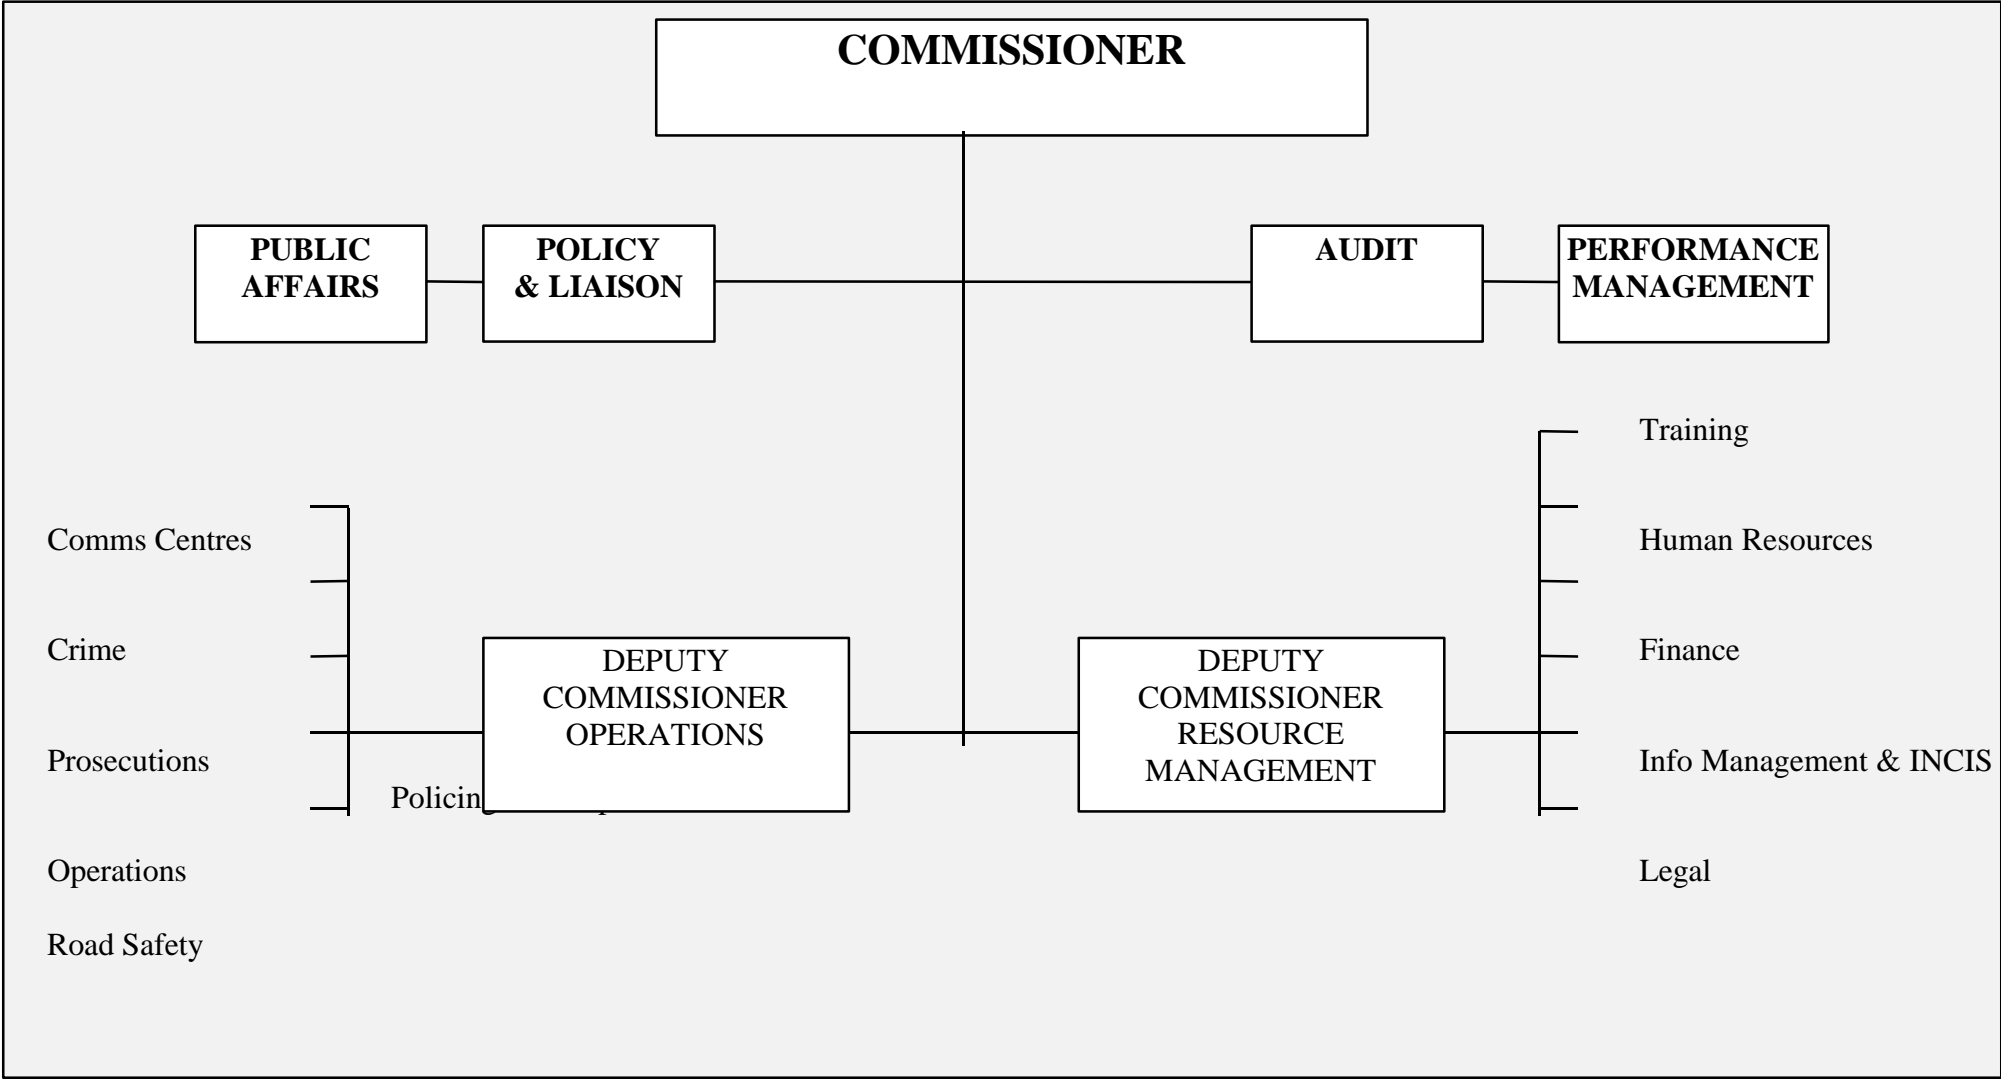 COMMISSIONER
PUBLIC
AFFAIRS
POLICY
& LIAISON
AUDIT
PERFORMANCE
MANAGEMENT
Training
Comms Centres
Human Resources
Crime
Finance
DEPUTY
COMMISSIONER
OPERATIONS
DEPUTY
COMMISSIONER
RESOURCE
MANAGEMENT
Prosecutions
Info Management & INCIS
Operations
Legal
Road Safety